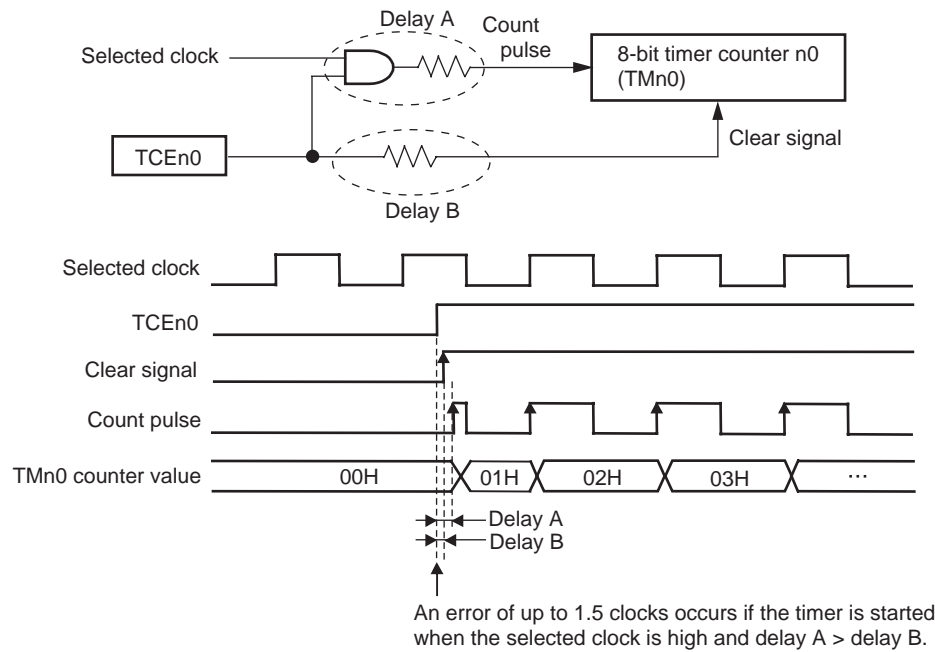 Delay A
Count
pulse
Selected clock
8-bit timer counter n0
(TMn0)
Clear signal
TCEn0
Delay B
Selected clock
TCEn0
Clear signal
Count pulse
TMn0 counter value
00H
01H
02H
03H
...
Delay A
Delay B
An error of up to 1.5 clocks occurs if the timer is started
when the selected clock is high and delay A > delay B.